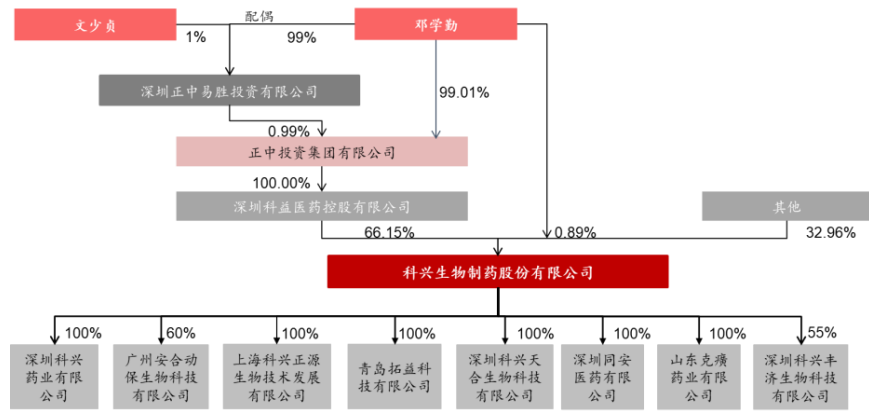 文少贞
配偶
邓学勤
1%
99%
深圳正中易胜投资有限公司
99.01%
0.99%
正中投资集团有限公司
100.00%
深圳科益医药控股有限公司
其他
66.15%
0.89%
32.96%
科兴生物制药股份有限公司
100%
60%
100%
100%
100%
100%
100%
55%
深圳科兴
药业有限公
公司
广州安合动
保生物科技
有限公司
上海科兴正源
生物技术发展
有限公司
青岛拓益科
技有限公司
深圳科兴天
合生物科技
有限公司
深圳同安
医药有限
公司
山东克癀
药业有限
公司
深圳科兴丰
济生物科技
有限公司